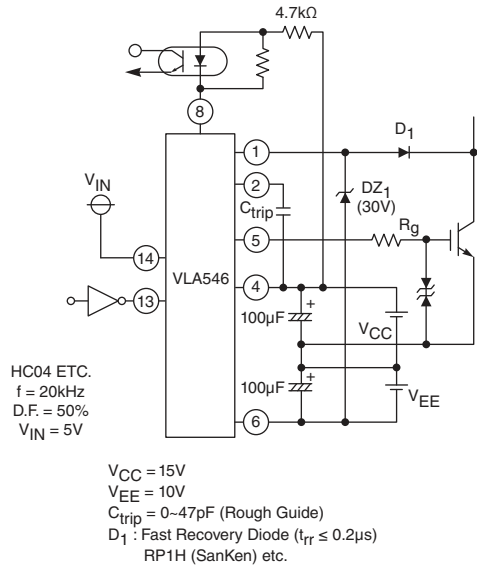 4.7kΩ
8
1
D1
VIN
2
DZ1
(30V)
Ctrip
Rg
5
14
VLA546
4
+
13
100µF
VCC
HC04 ETC.
f = 20kHz
D.F. = 50%
VIN = 5V
+
100µF
VEE
6
VCC = 15V
VEE = 10V
Ctrip = 0~47pF (Rough Guide)
D1 : Fast Recovery Diode (trr ≤ 0.2µs)
RP1H (SanKen) etc.